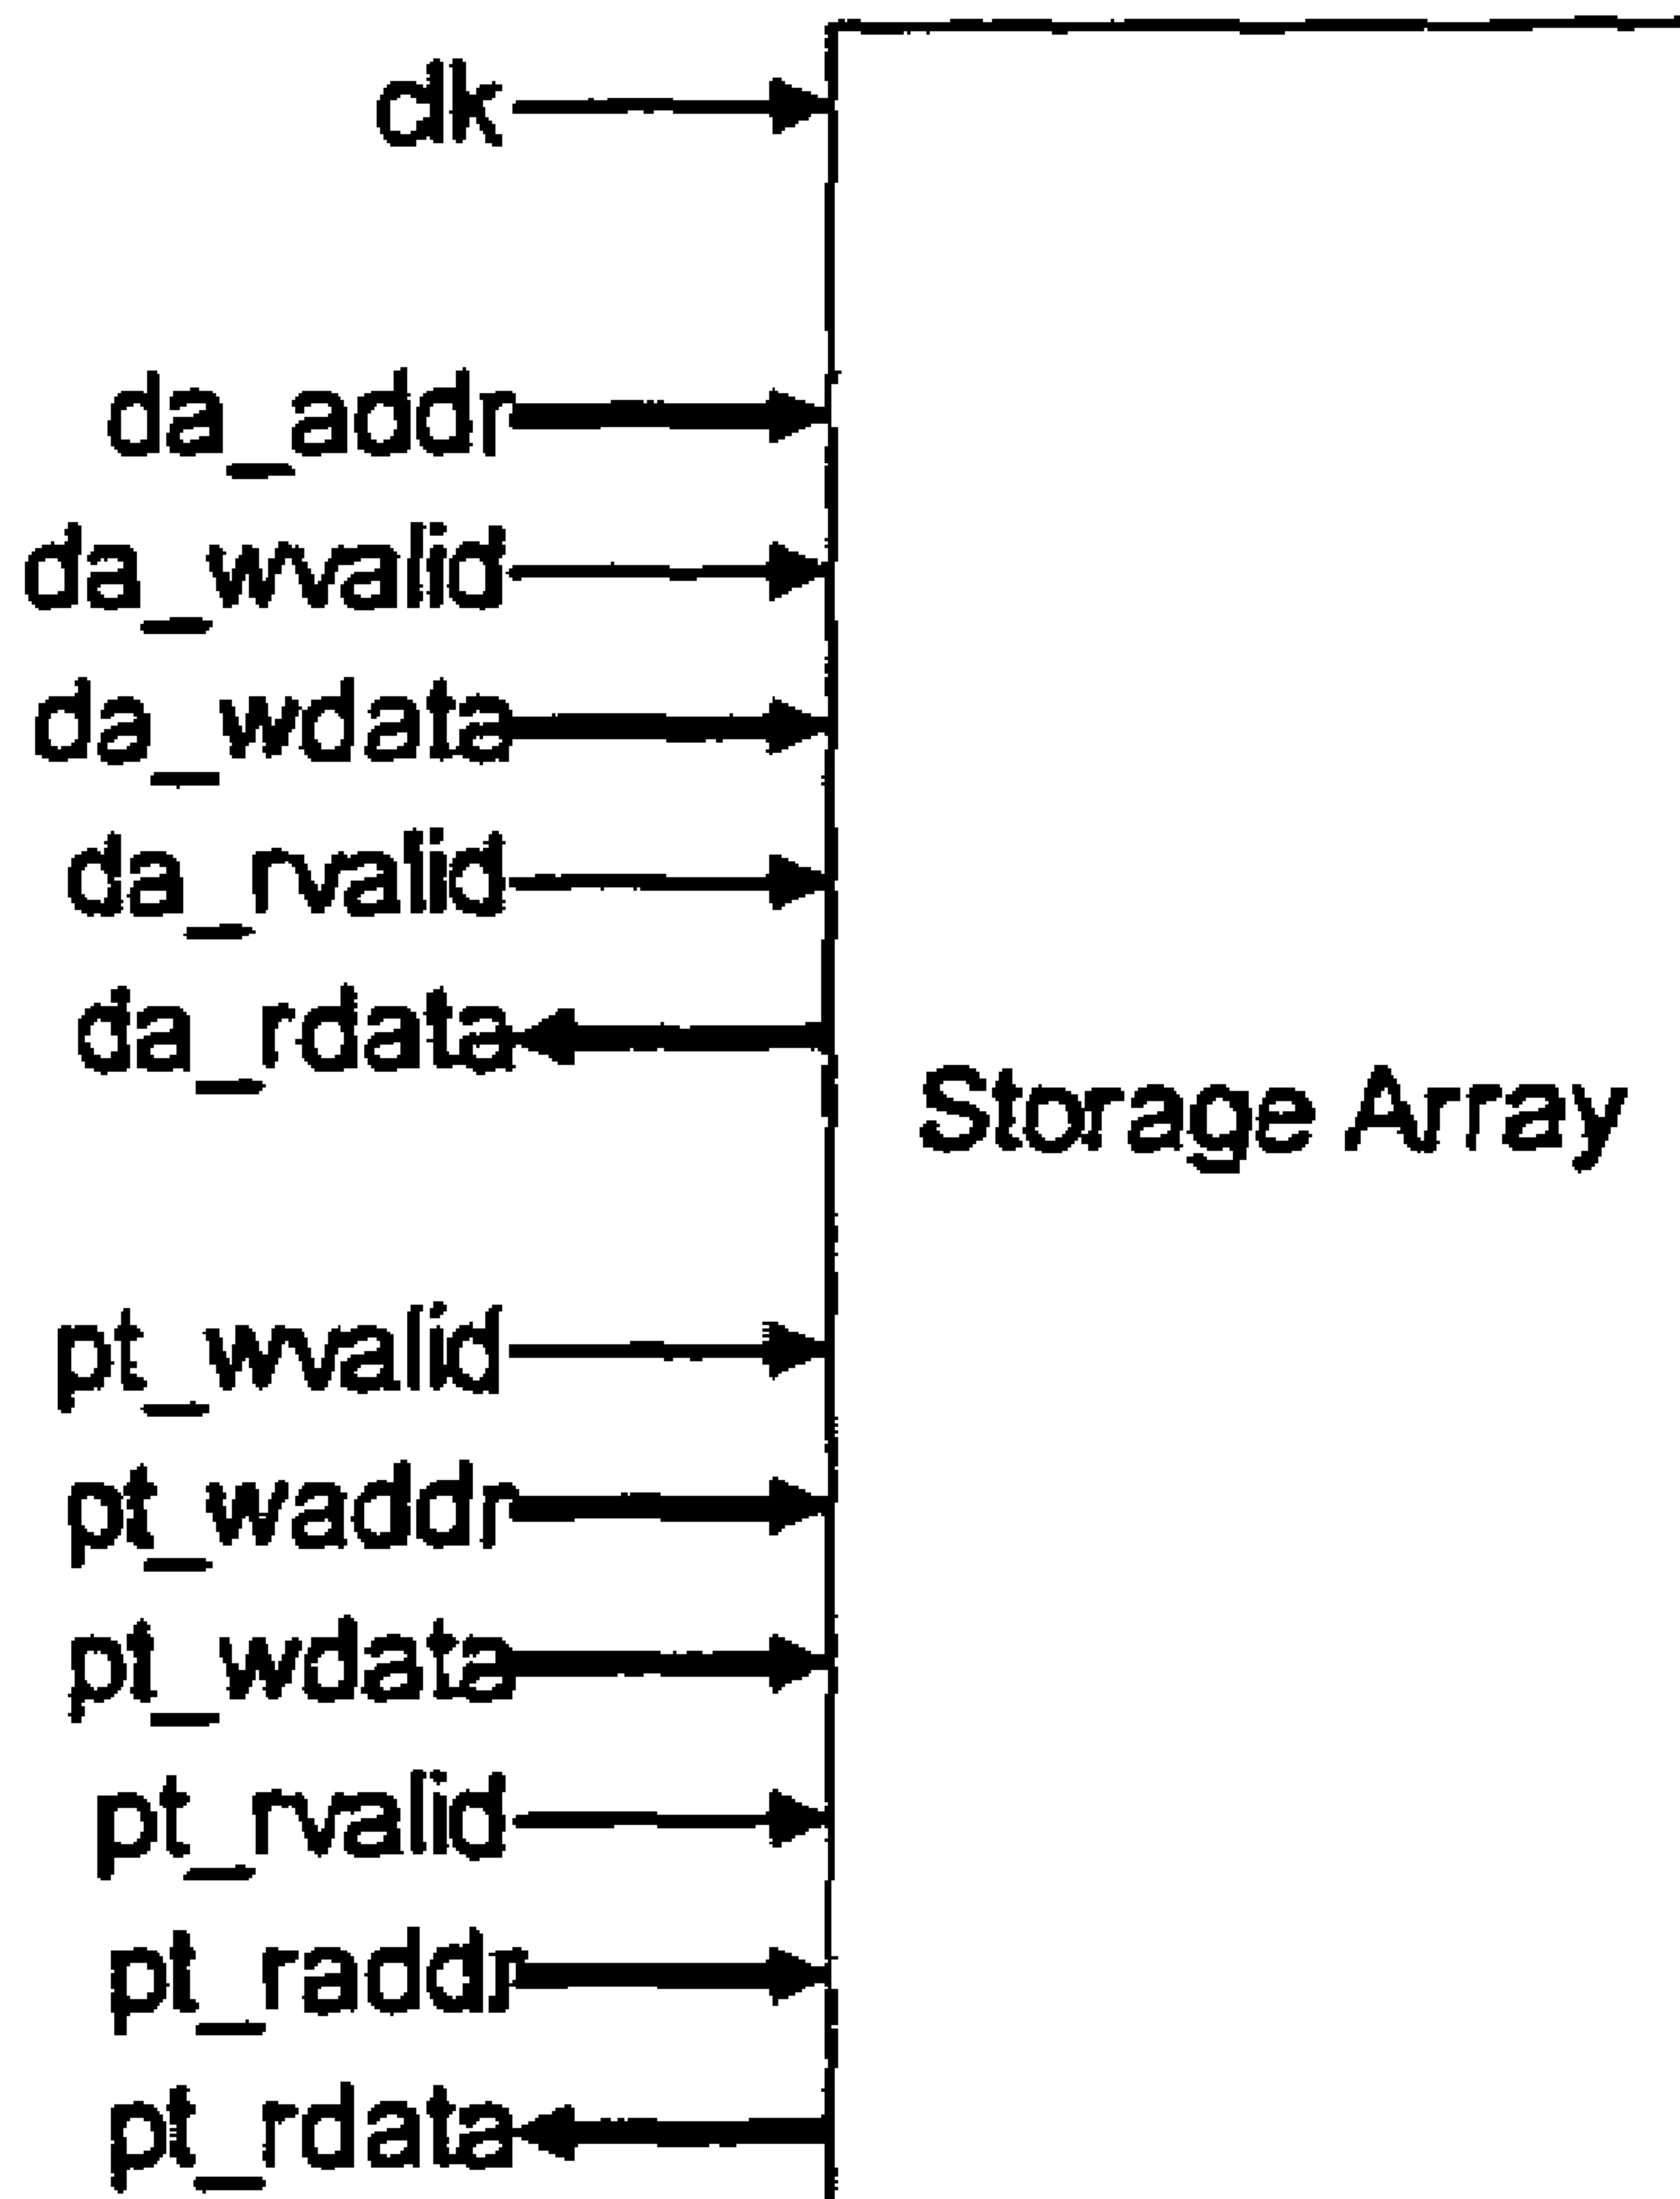 clk
da_addr
da_wvalid
da_wdata
da_rvalid
da_rdata
Storage Array
pt_wvalid
pt_waddr
pt_wdata
pt_rvalid
pt_raddr
pt_rdata